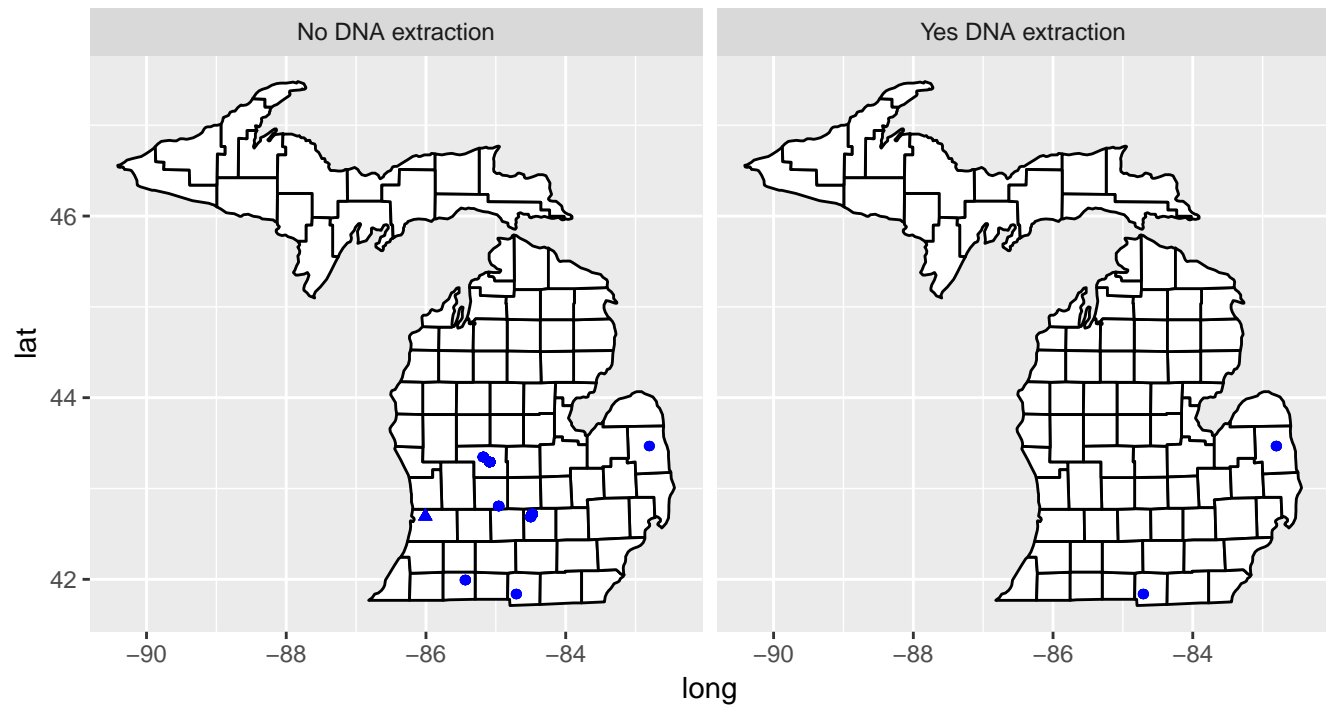 No DNA extraction
Yes DNA extraction
lat
46
44
42
−90
−88
−86
−84
−90
−88
−86
−84
long